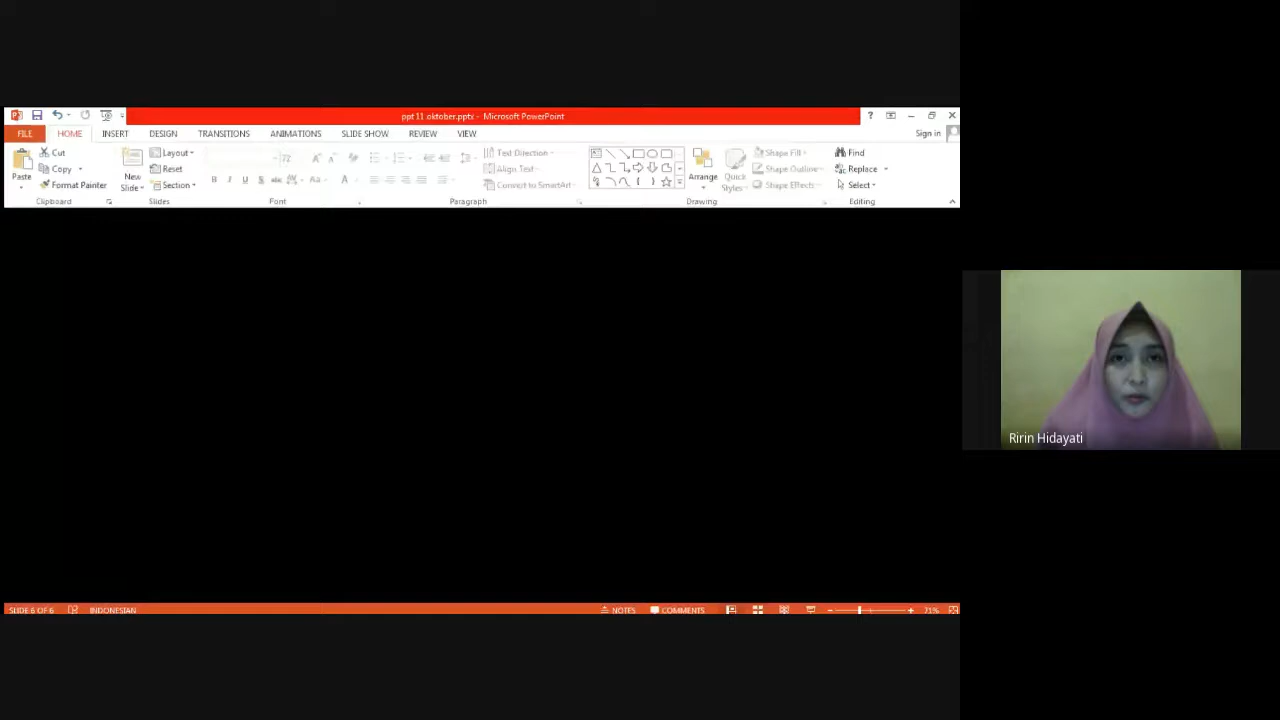 ppt 11 oktober.pptx - Microsoft PowerPoint
FILE HOME INSERT DESIGN TRANSITIONS ANIMATIONS SLIDE SHOW REVIEW VIEW Sign in
Paste Cut Copy Format Painter
Clipboard
New Slide Layout Reset Section
Slides
72
Font
Text Direction Align Text Convert to SmartArt
Paragraph
Arrange Quick Styles Shape Fill Shape Outline Shape Effects
Drawing
Find Replace Select
Editing
Ririn Hidayati
SLIDE 6 OF 6 INDONESIAN NOTES COMMENTS 71%